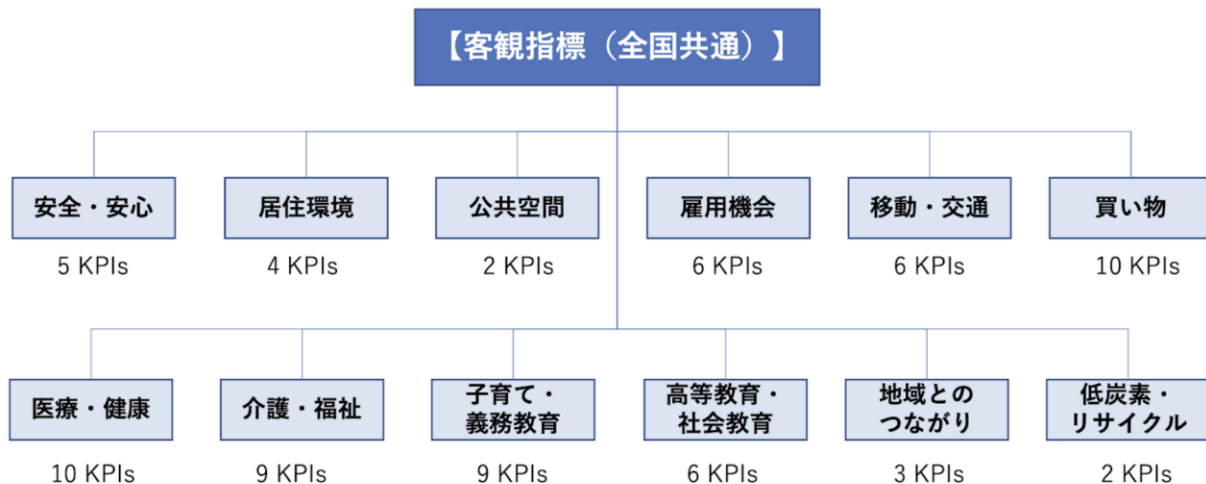 【客観指標（全国共通）】
安全・安心
居住環境
公共空間
雇用機会
移動・交通
買い物
5 KPIs
4 KPIs
2 KPIs
6 KPIs
6 KPIs
10 KPIs
医療・健康
介護・福祉
子育て・
義務教育
高等教育・
社会教育
地域との
つながり
低炭素・
リサイクル
10 KPIs
9 KPIs
9 KPIs
6 KPIs
3 KPIs
2 KPIs